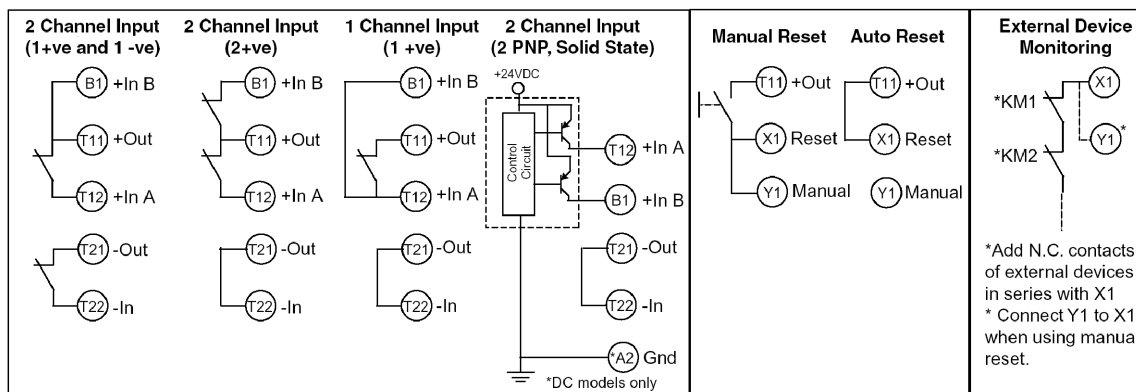 2 Channel Input
(1+ve and 1 -ve)
B1 +In B
T11 +Out
T12 +In A
T21 -Out
T22 -In
2 Channel Input
(2+ve)
B1 +In B
T11 +Out
T12 +In A
T21 -Out
T22 -In
1 Channel Input
(1 +ve)
B1 +In B
T11 +Out
T12 +In A
T21 -Out
T22 -In
2 Channel Input
(2 PNP, Solid State)
+24VDC
Control
Circuit
T12 +In A
B1 +In B
T21 -Out
T22 -In
*A2 Gnd
*DC models only
Manual Reset
T11 +Out
X1 Reset
Y1 Manual
Auto Reset
T11 +Out
X1 Reset
Y1 Manual
External Device
Monitoring
X1
*KM1
Y1*
*KM2
*Add N.C. contacts
of external devices
in series with X1
* Connect Y1 to X1
when using manua
reset.